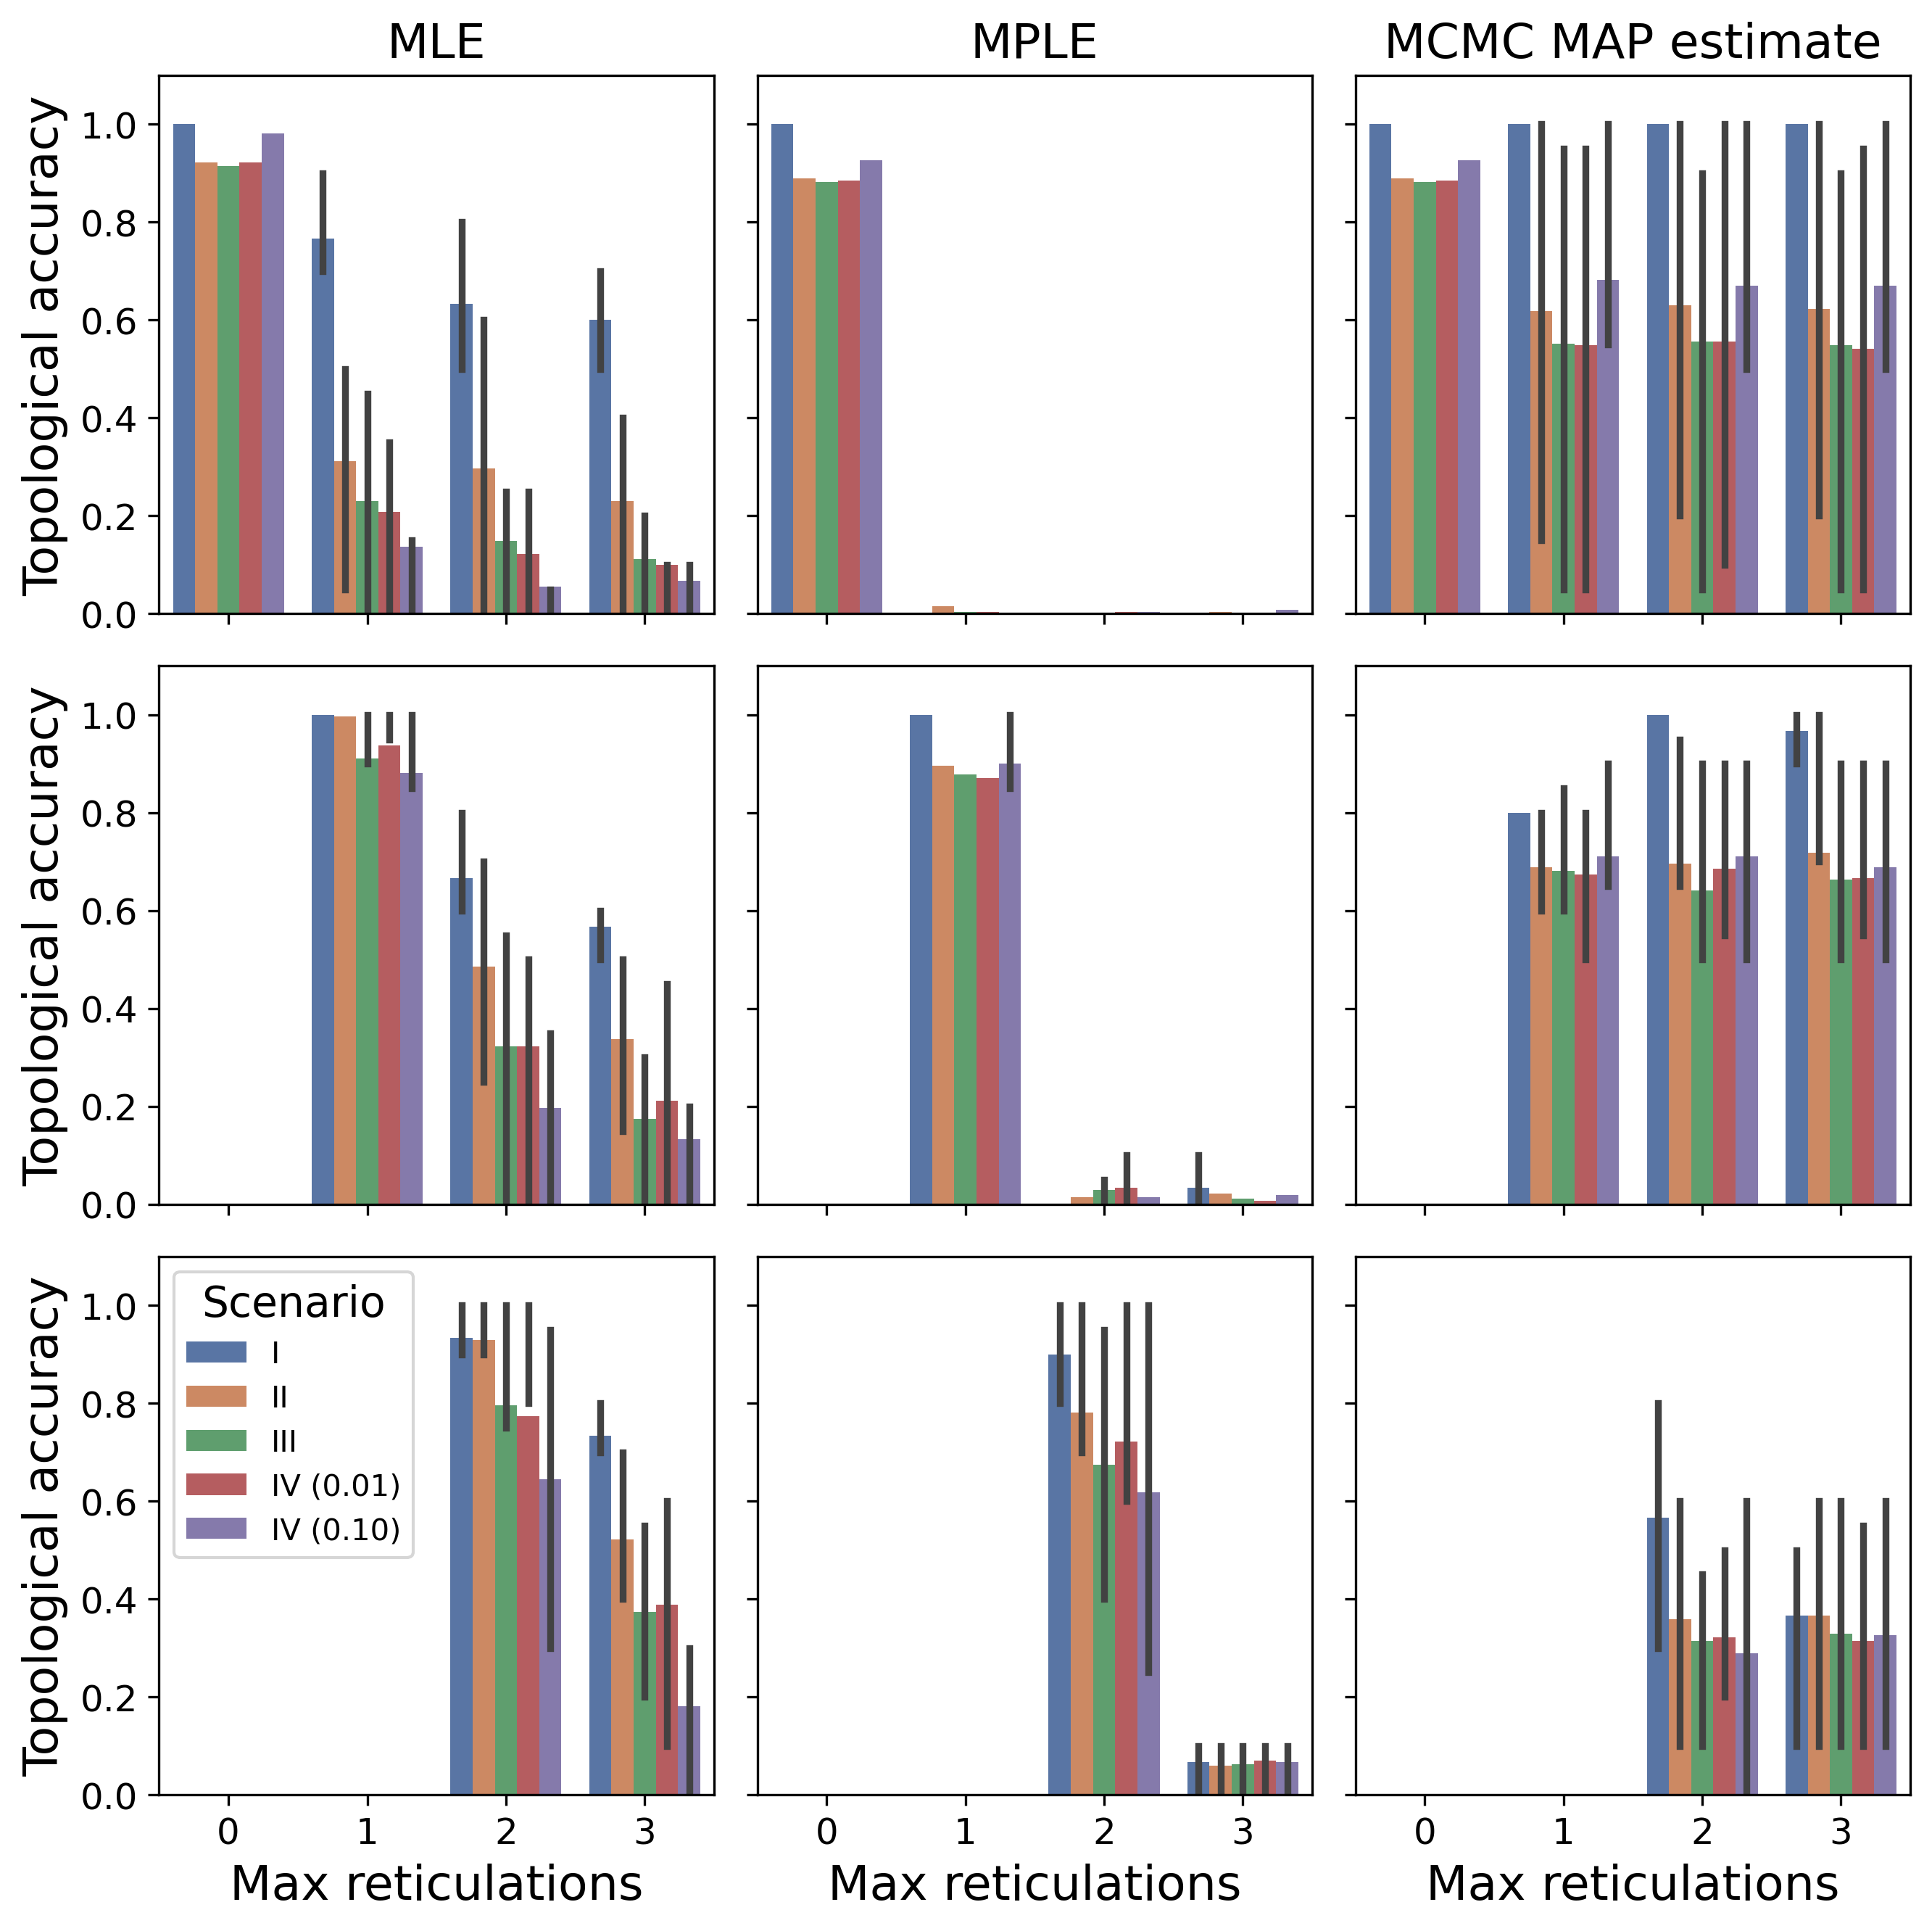 MLE MPLE MCMC MAP estimate
Topological accuracy
1.0
0.8
0.6
0.4
0.2
0.0
Topological accuracy
1.0
0.8
0.6
0.4
0.2
0.0
Topological accuracy
1.0
0.8
0.6
0.4
0.2
0.0
Scenario
I
II
III
IV (0.01)
IV (0.10)
0 1 2 3 0 1 2 3 0 1 2 3
Max reticulations Max reticulations Max reticulations